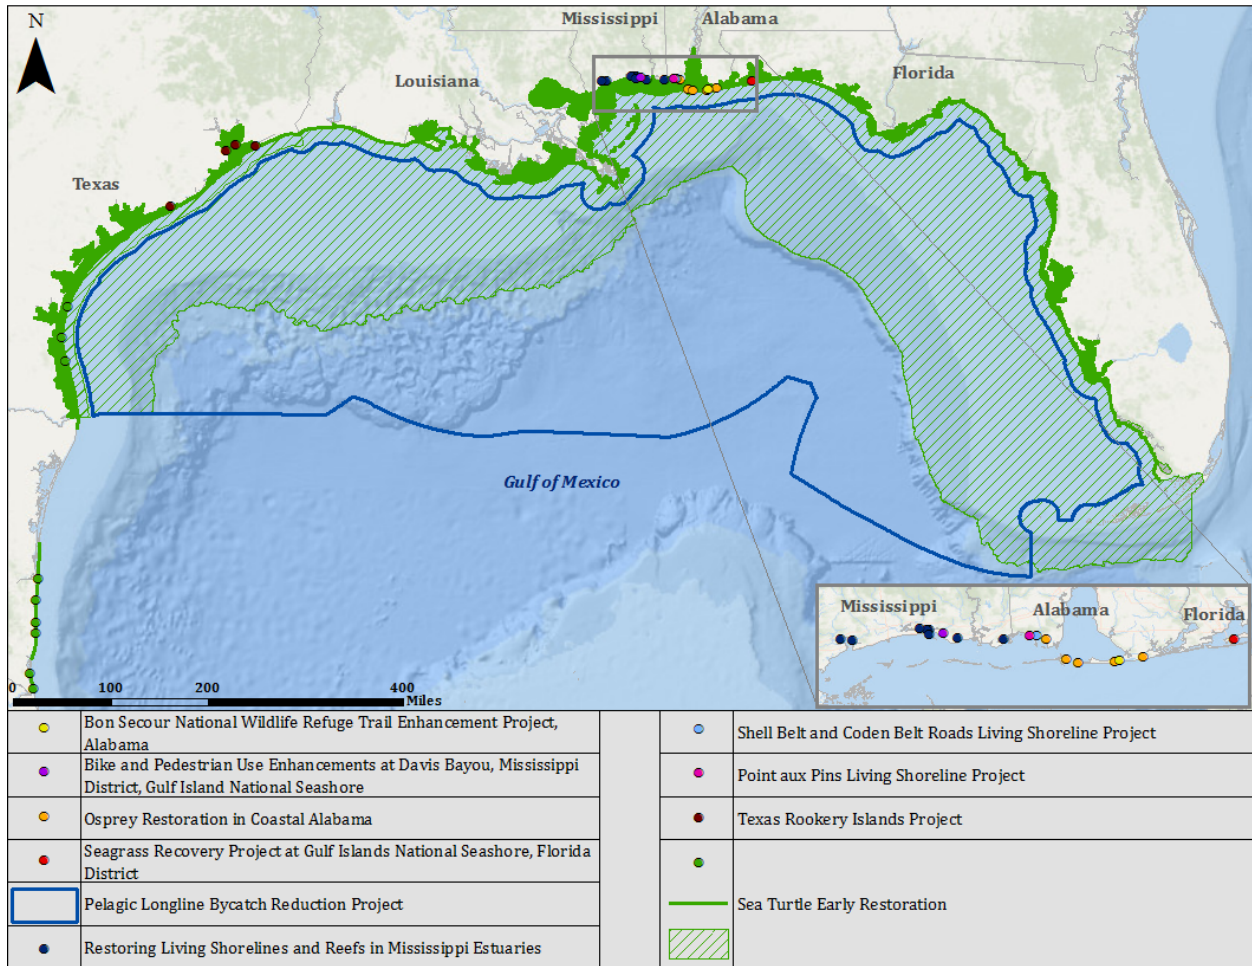 N
Mississippi
Alabama
Louisiana
Florida
Texas
Gulf of Mexico
Mississippi
Alabama
Florida
0
100
200
400
Miles
Bon Secour National Wildlife Refuge Trail Enhancement Project,
Alabama
Bike and Pedestrian Use Enhancements at Davis Bayou, Mississippi
District, Gulf Island National Seashore
Osprey Restoration in Coastal Alabama
Seagrass Recovery Project at Gulf Islands National Seashore, Florida
District
Pelagic Longline Bycatch Reduction Project
Restoring Living Shorelines and Reefs in Mississippi Estuaries
Shell Belt and Coden Belt Roads Living Shoreline Project
Point aux Pins Living Shoreline Project
Texas Rookery Islands Project
Sea Turtle Early Restoration